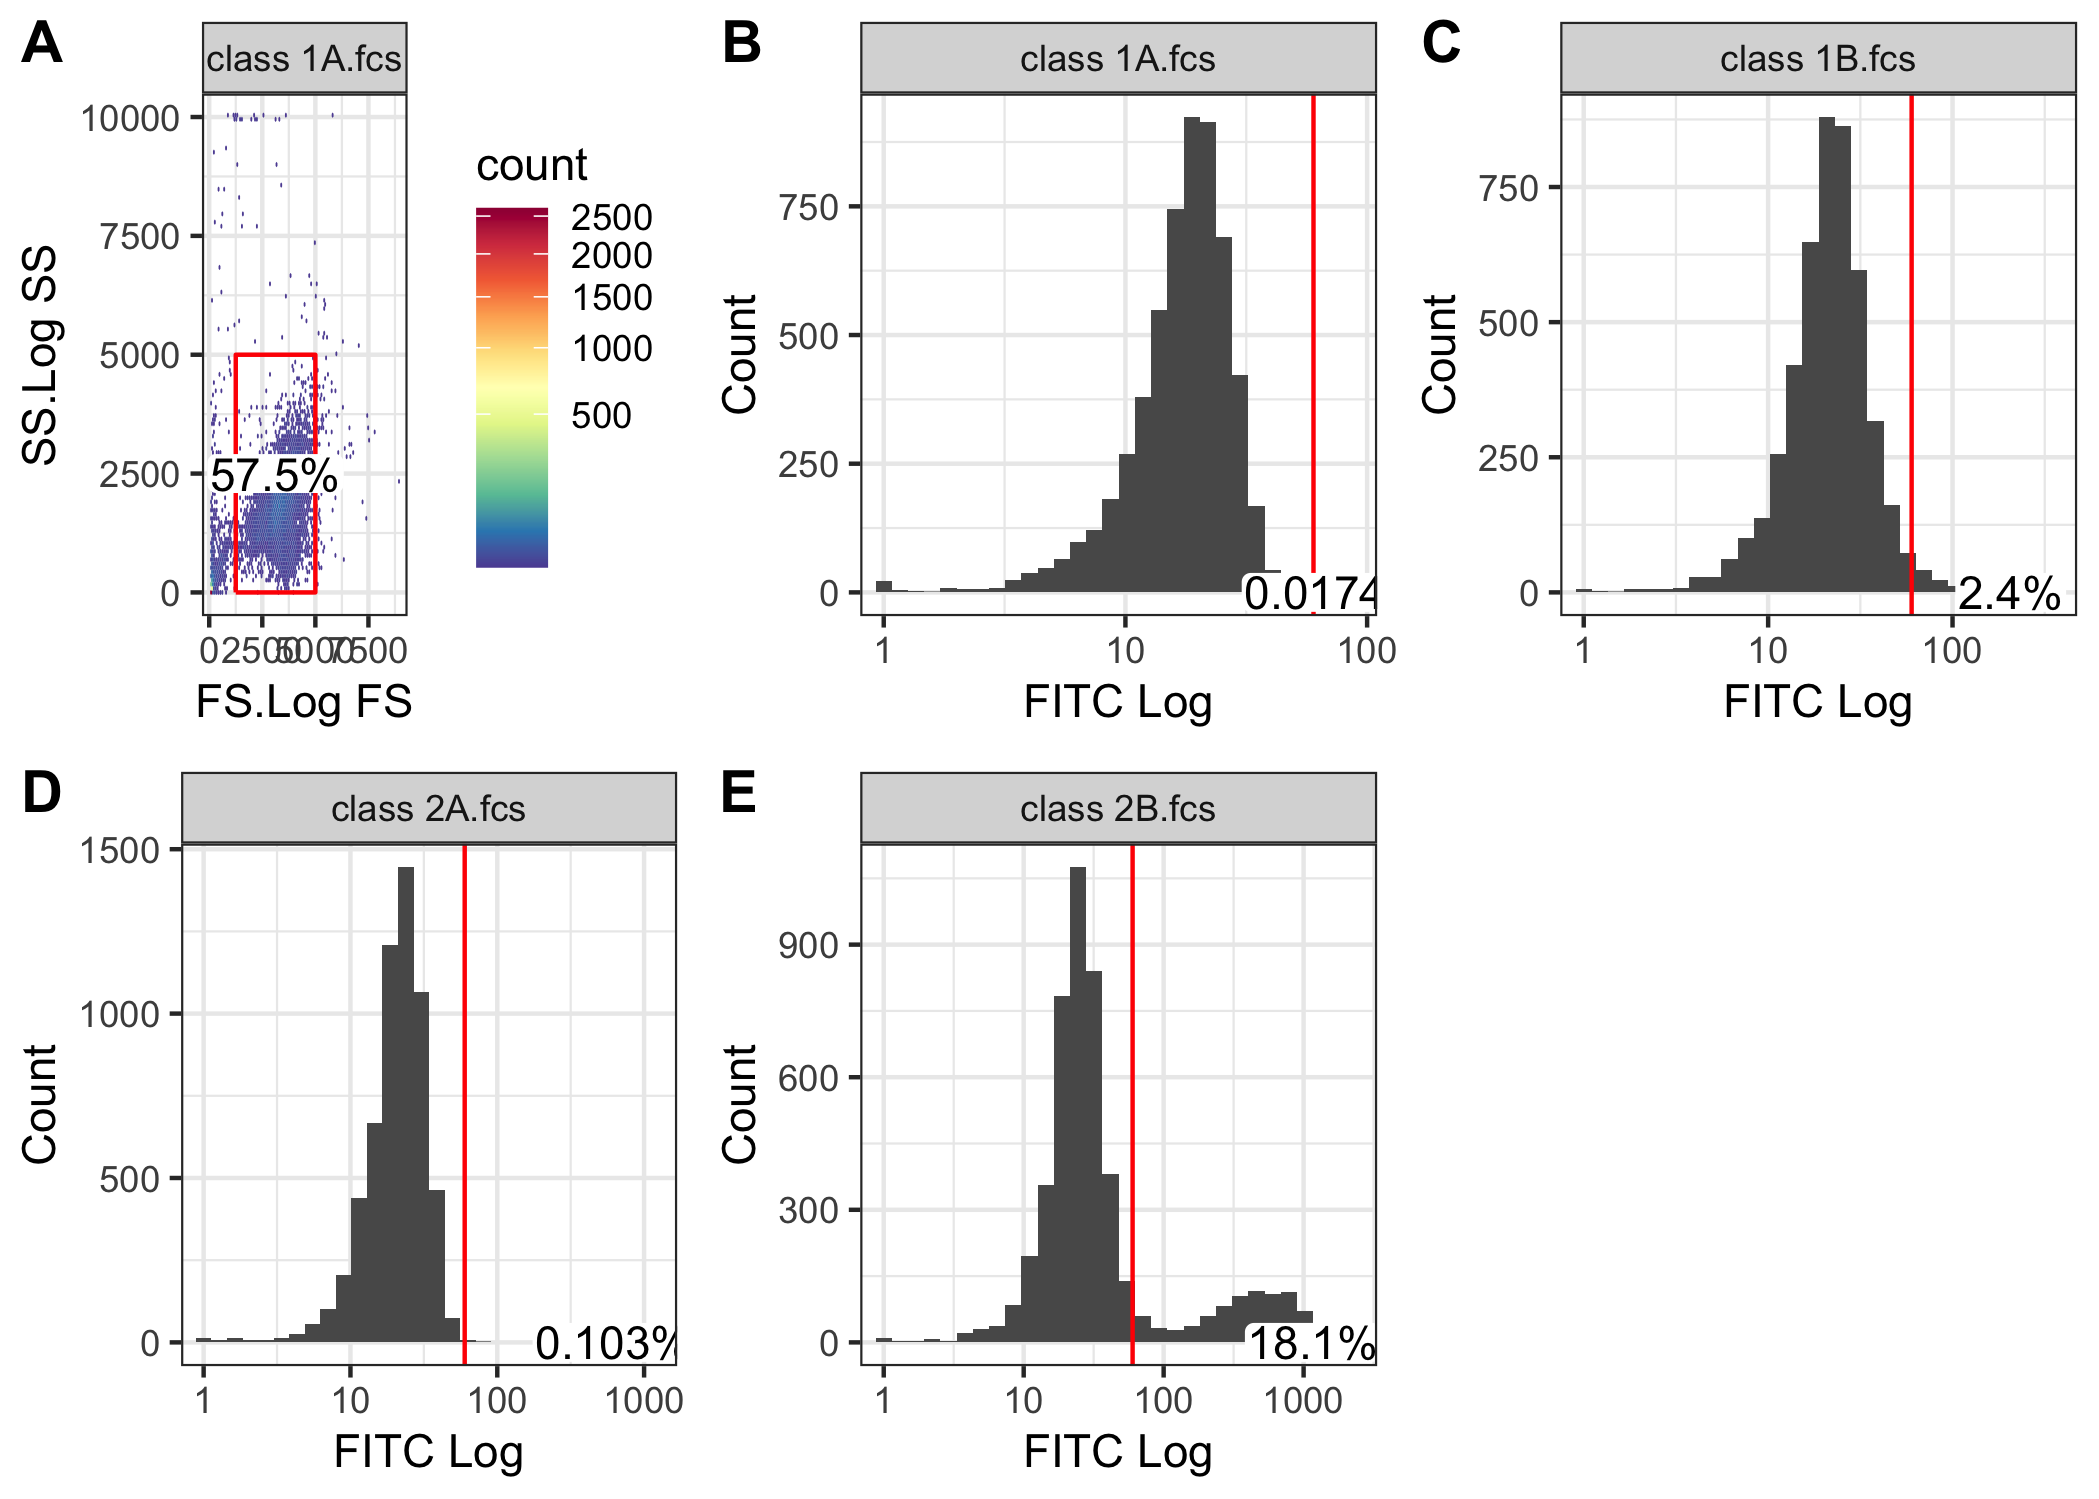 A
class 1A.fcs
10000
7500
5000
2500
0
SS.Log SS
57.5%
0 2500 5000 7500
FS.Log FS
count
2500
2000
1500
1000
500
B
class 1A.fcs
750
500
250
0
Count
0.0174
1 10 100
FITC Log
C
class 1B.fcs
750
500
250
0
Count
2.4%
1 10 100
FITC Log
D
class 2A.fcs
1500
1000
500
0
Count
0.103%
1 10 100 1000
FITC Log
E
class 2B.fcs
900
600
300
0
Count
18.1%
1 10 100 1000
FITC Log